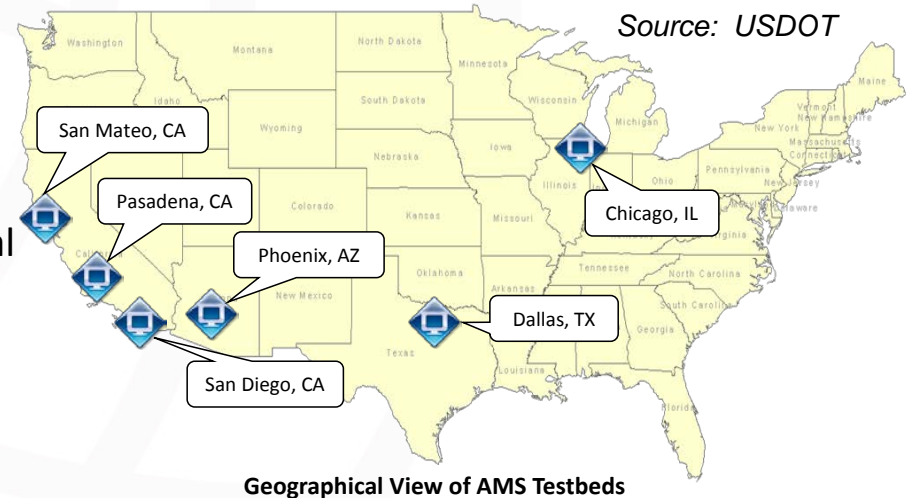 Source: USDOT
Washington
Montana
North Dakota
Minnesota
Maine
Idaho
South Dakota
Wisconsin
Michigan
Vermont
New Hampshire
New York
Massachusetts
Connecticut
San Mateo, CA
Wyoming
Nebraska
Iowa
Pennsylvania
New Jersey
Illinois
Ohio
Delaware
Pasadena, CA
Chicago, IL
Colorado
Kansas
Missouri
al
Phoenix, AZ
Oklahoma
Tennessee
North Carolina
New Mexico
Arkansas
South Carolina
Dallas, TX
Georgia
Texas
Louisiana
San Diego, CA
Florida
Geographical View of AMS Testbeds